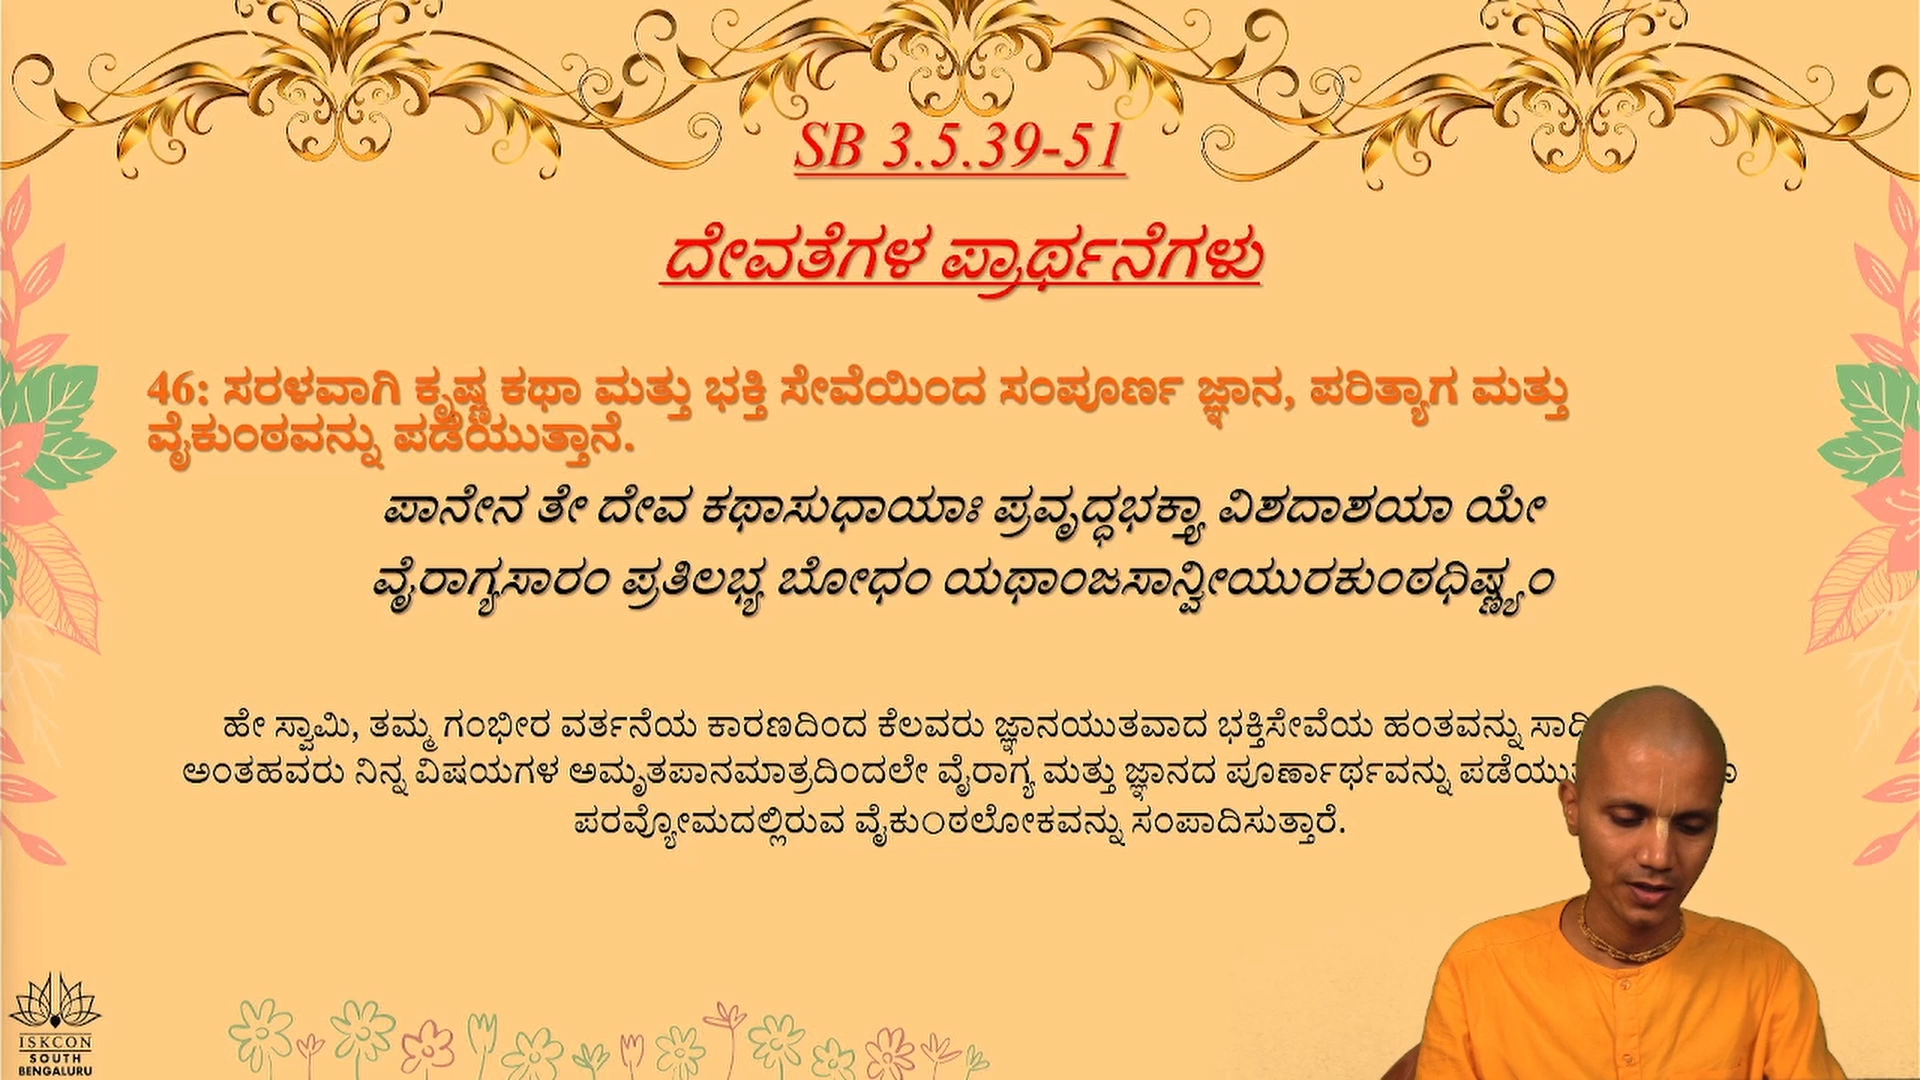 SB 3.5.39-51
ದೇವತೆಗಳ ಪ್ರಾರ್ಥನೆಗಳು
46: ಸರಳವಾಗಿ ಕೃಷ್ಣ ಕಥಾ ಮತ್ತು ಭಕ್ತಿ ಸೇವೆಯಿಂದ ಸಂಪೂರ್ಣ ಜ್ಞಾನ, ಪರಿತ್ಯಾಗ ಮತ್ತು
ವೈಕುಂಠವನ್ನು ಪಡೆಯುತ್ತಾನೆ.
ಪಾನೇನ ತೇ ದೇವ ಕಥಾಸುಧಾಯಾಃ ಪ್ರವೃದ್ಧಭಕ್ತ್ಯಾ ವಿಶದಾಶಯಾ ಯೇ
ವೈರಾಗ್ಯಸಾರಂ ಪ್ರತಿಲಭ್ಯ ಬೋಧಂ ಯಥಾಂಜಸಾನ್ವೀಯುರಕುಂಠಧಿಷ್ಣ್ಯಂ
ಹೇ ಸ್ವಾಮಿ, ತಮ್ಮ ಗಂಭೀರ ವರ್ತನೆಯ ಕಾರಣದಿಂದ ಕೆಲವರು ಜ್ಞಾನಯುತವಾದ ಭಕ್ತಿಸೇವೆಯ ಹಂತವನ್ನು
ಅಂತಹವರು ನಿನ್ನ ವಿಷಯಗಳ ಅಮೃತಪಾನಮಾತ್ರದಿಂದಲೇ ವೈರಾಗ್ಯ ಮತ್ತು ಜ್ಞಾನದ ಪೂರ್ಣಾರ್ಥವನ್ನು
ಪರವ್ಯೋಮದಲ್ಲಿರುವ ವೈಕುಂಠಲೋಕವನ್ನು ಸಂಪಾದಿಸುತ್ತಾರೆ.
ISKCON
SOUTH
BENGALURU